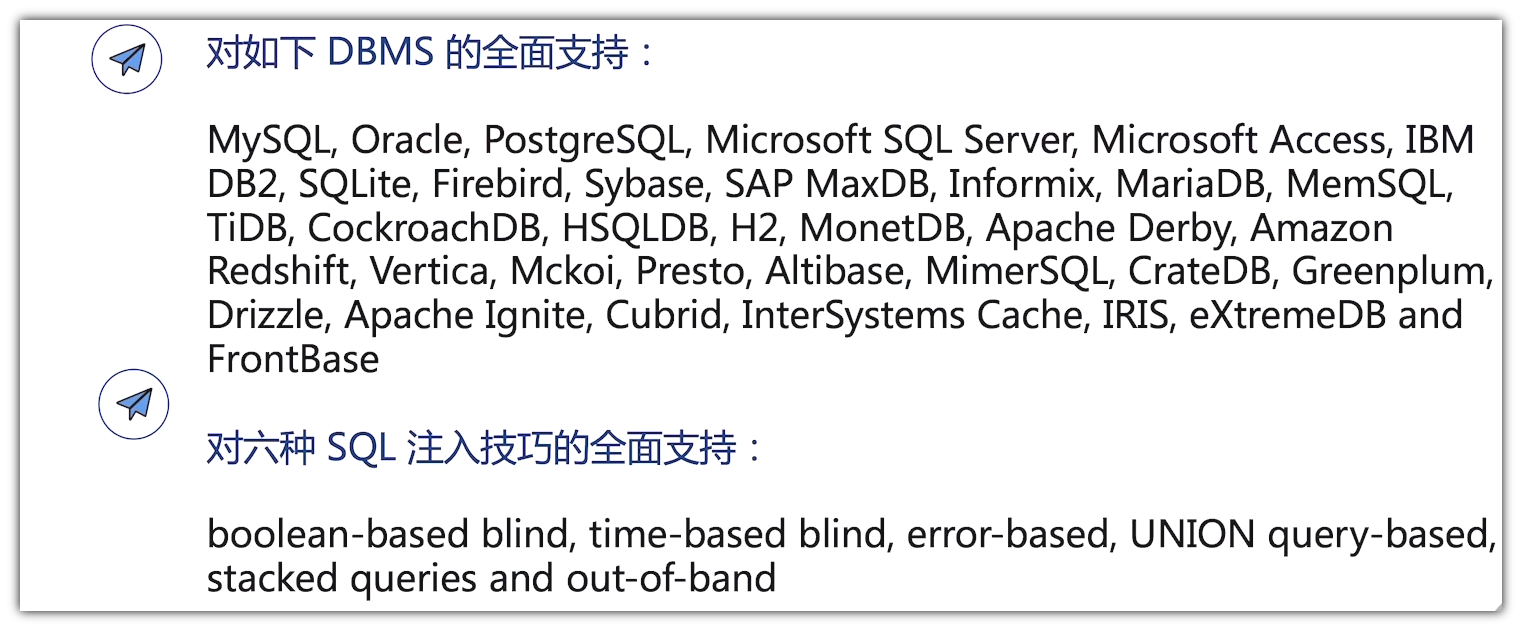 对如下 DBMS 的全面支持：
MySQL, Oracle, PostgreSQL, Microsoft SQL Server, Microsoft Access, IBM
DB2, SQLite, Firebird, Sybase, SAP MaxDB, Informix, MariaDB, MemSQL,
TiDB, CockroachDB, HSQLDB, H2, MonetDB, Apache Derby, Amazon
Redshift, Vertica, Mckoi, Presto, Altibase, MimerSQL, CrateDB, Greenplum,
Drizzle, Apache Ignite, Cubrid, InterSystems Cache, IRIS, eXtremeDB and
FrontBase
对六种 SQL 注入技巧的全面支持：
boolean-based blind, time-based blind, error-based, UNION query-based,
stacked queries and out-of-band